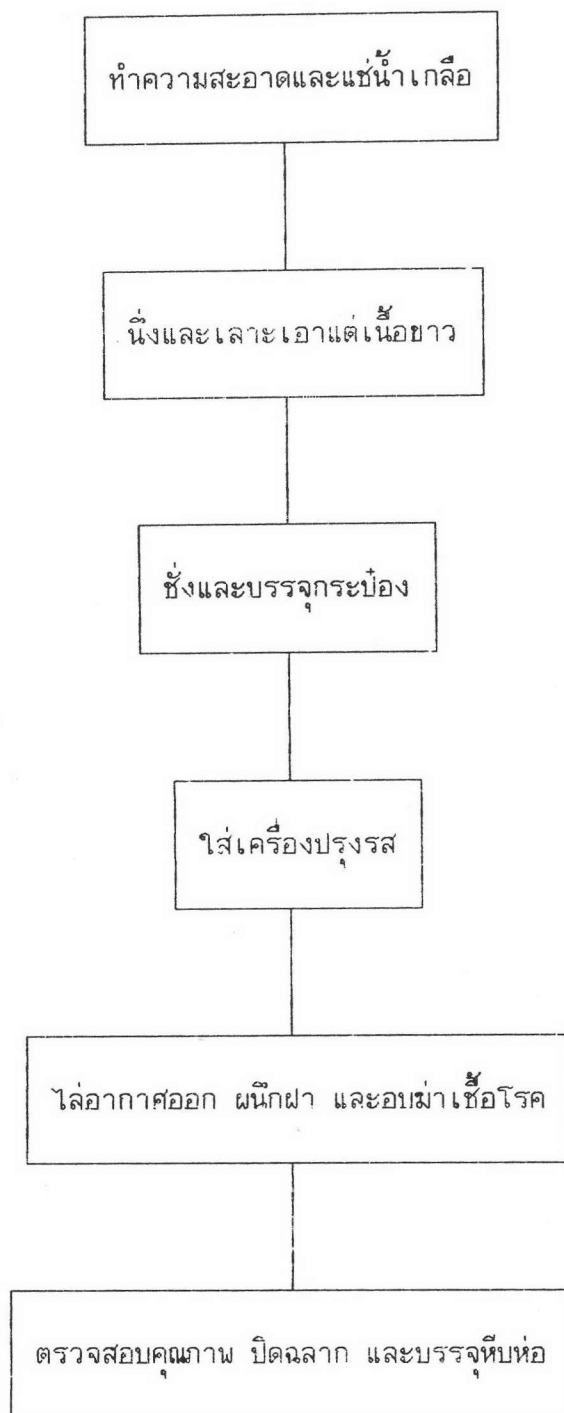 ทำความสะอาดและแช่น้ำเกลือ
นึ่งและเลาะเอาแต่เนื้อขาว
ชั่งและบรรจุกระป๋อง
ใส่เครื่องปรุงรส
ไล่อากาศออก ผนึกฝา และอบฆ่าเชื้อโรค
ตรวจสอบคุณภาพ ปิดฉลาก และบรรจุหีบห่อ